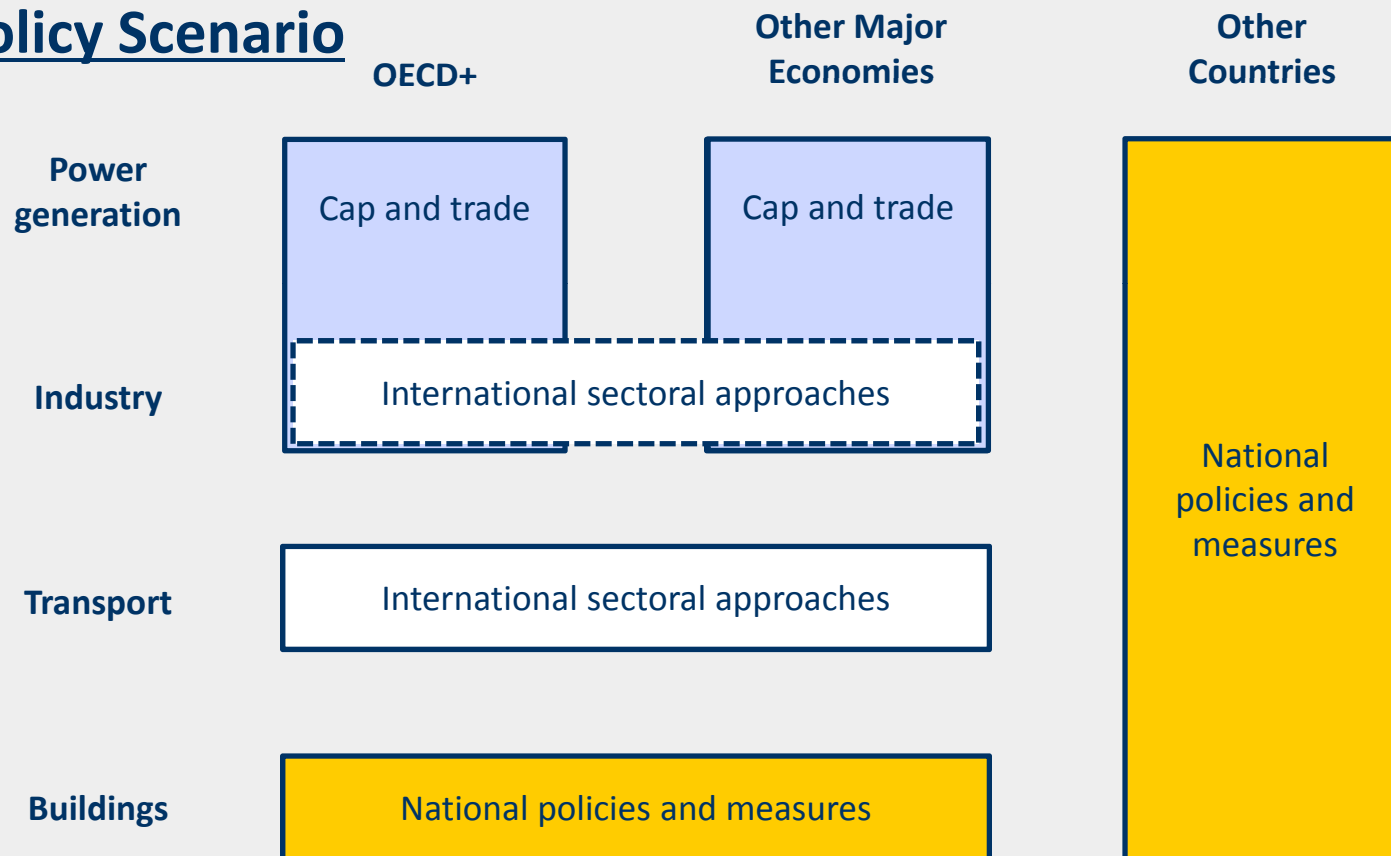 Scenario
OECD+
Other Major
Economies
Other
Countries
Power
generation
Cap and trade
Cap and trade
Industry
International sectoral approaches
National
policies and
measures
Transport
International sectoral approaches
Buildings
National policies and measures